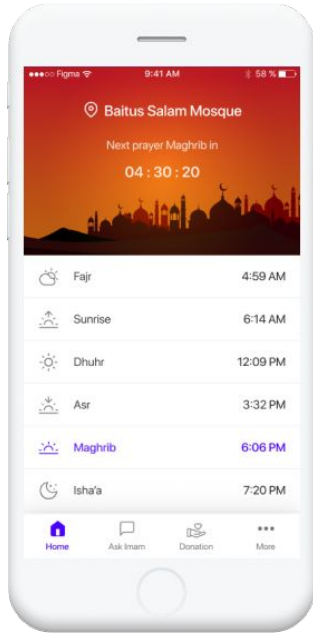 Figma 9:41 AM 58 %
Baitus Salam Mosque
Next prayer Maghrib in
04 : 30 : 20
Fajr 4:59 AM
Sunrise 6:14 AM
Dhuhr 12:09 PM
Asr 3:32 PM
Maghrib 6:06 PM
Isha'a 7:20 PM
Home Ask Imam Donation More